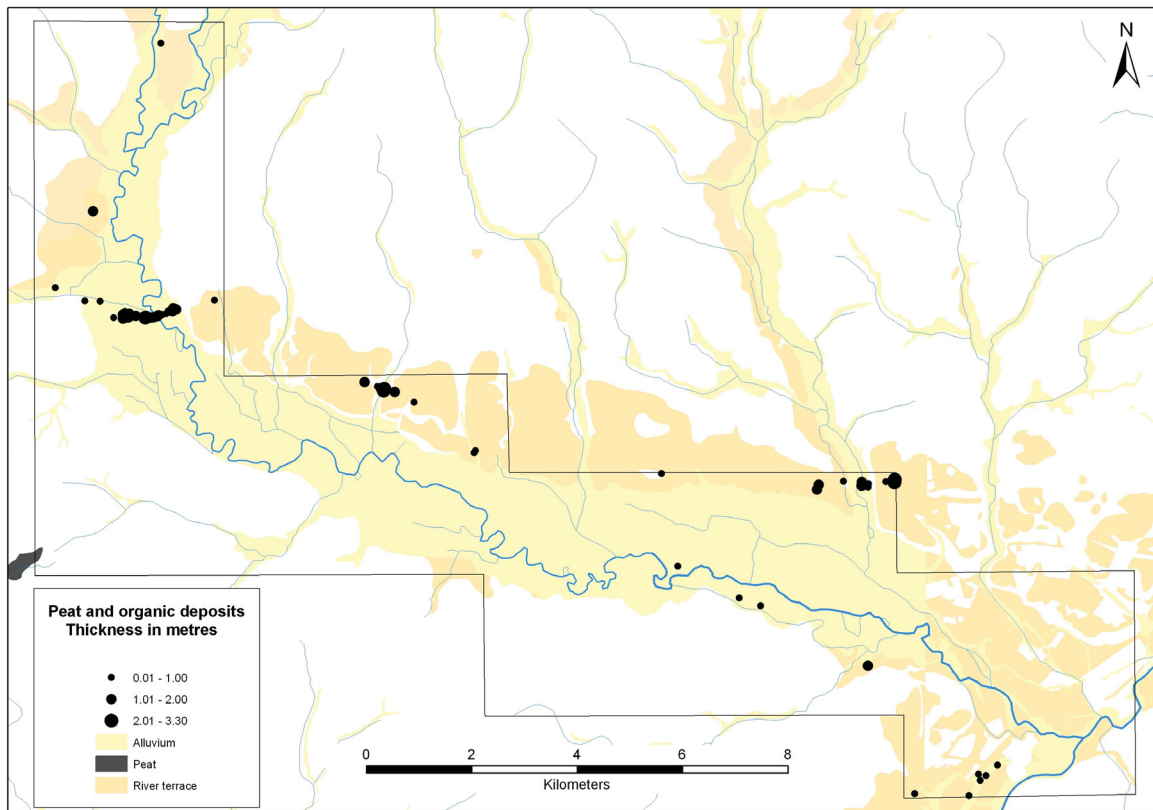 N
Peat and organic deposits
Thickness in metres
0.01 - 1.00
1.01 - 2.00
2.01 - 3.30
Alluvium
Peat
River terrace
0 2 4 6 8
Kilometers